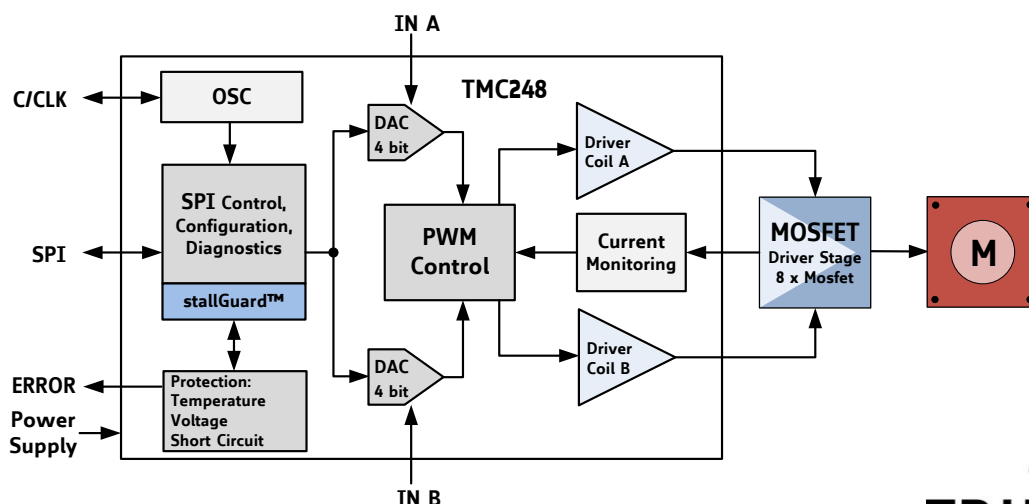 IN A
TMC248
C/CLK
OSC
DAC
4 bit
Driver
Coil A
SPI Control,
Configuration,
Diagnostics
SPI
stallGuard™
PWM
Control
Current
Monitoring
MOSFET
Driver Stage
8 x Mosfet
M
DAC
4 bit
Driver
Coil B
ERROR
Power
Supply
Protection:
Temperature
Voltage
Short Circuit
IN B